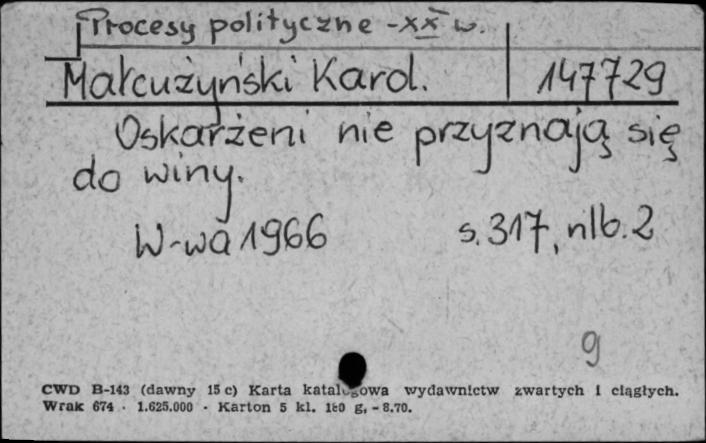 Procesy polityczne - XX w.
Małcużyński Karol. 147729
Oskarżeni nie przyznają się
do winy.
W-wa 1966 s. 317, nlb. 2
g
CWD B-143 (dawny 15 c) Karta katalogowa wydawnictw zwartych i ciągłych.
Wrak 674 · 1.625.000 · Karton 5 kl. 180 g, - 8.70.